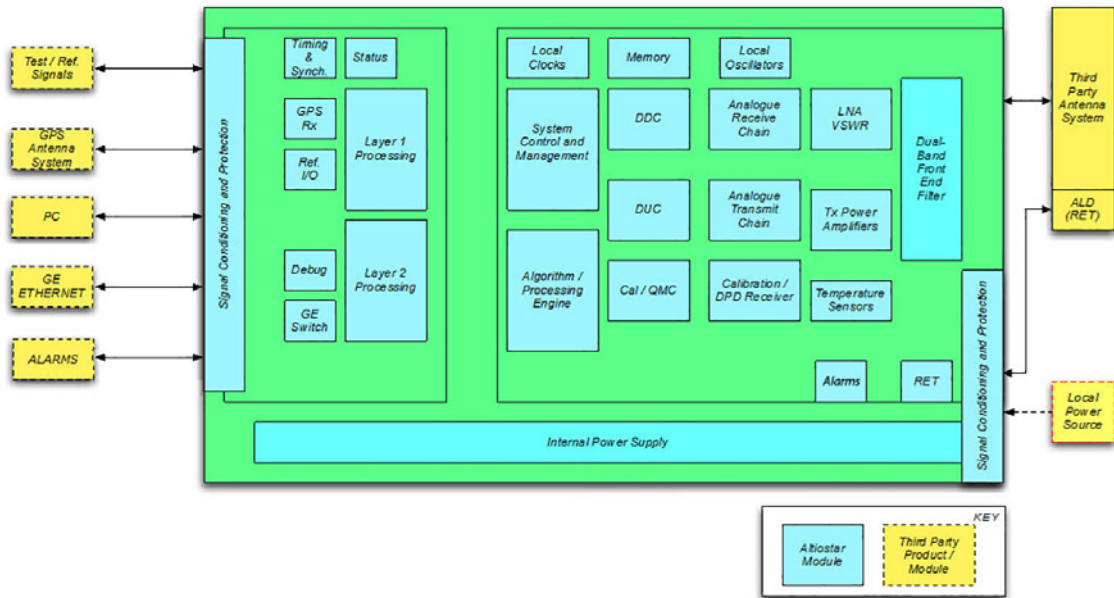 Test / Ref.
Signals
GPS
Antenna
System
PC
GE
ETHERNET
ALARMS
Signal Conditioning and Protection
Timing
&
Synch.
Status
GPS
Rx
Ref.
I/O
Layer 1
Processing
Debug
GE
Switch
Layer 2
Processing
Local
Clocks
Memory
Local
Oscillators
System
Control and
Management
DDC
Analogue
Receive
Chain
LNA
VSWR
Dual-
Band
Front
End
Filter
DUC
Analogue
Transmit
Chain
Tx Power
Amplifiers
Algorithm /
Processing
Engine
Cal / QMC
Calibration /
DPD Receiver
Temperature
Sensors
Alarms
RET
Internal Power Supply
Signal Conditioning and Protection
Third
Party
Antenna
System
ALD
(RET)
Local
Power
Source
KEY
Altiostar
Module
Third Party
Product /
Module